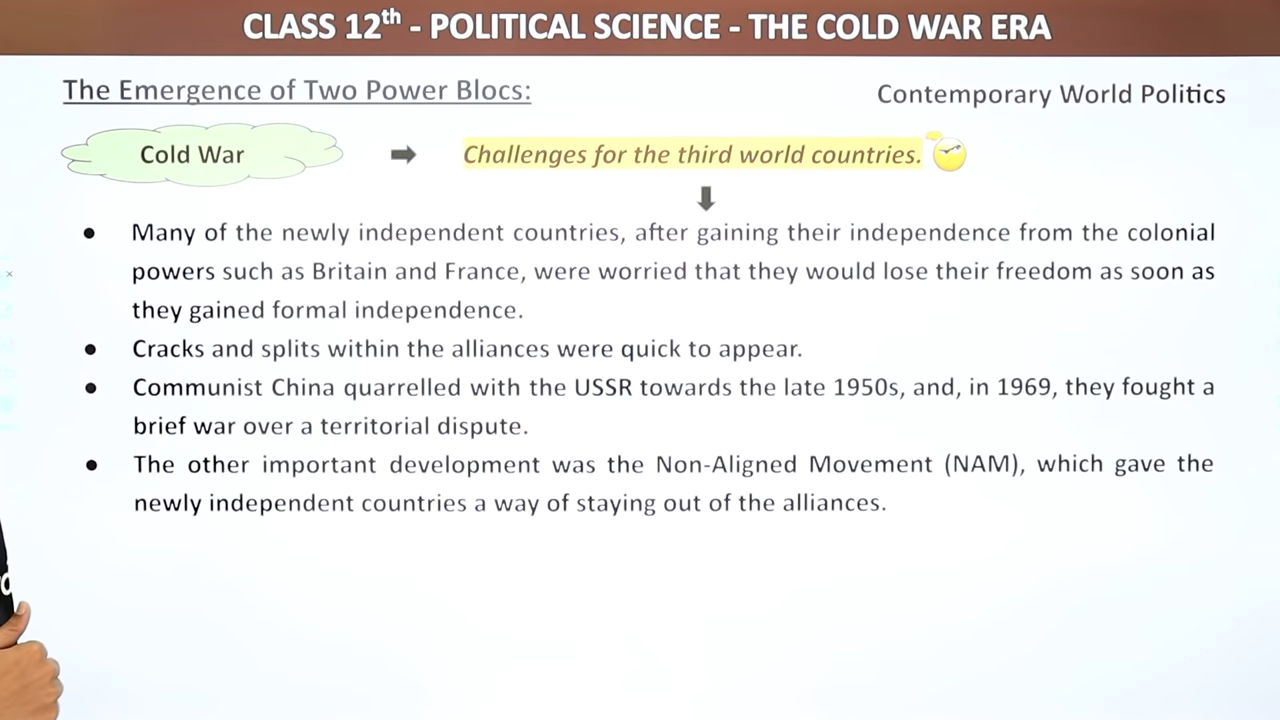 CLASS 12th - POLITICAL SCIENCE - THE COLD WAR ERA
The Emergence of Two Power Blocs:
Contemporary World Politics
Cold War
Challenges for the third world countries.
• Many of the newly independent countries, after gaining their independence from the colonial
powers such as Britain and France, were worried that they would lose their freedom as soon as
they gained formal independence.
• Cracks and splits within the alliances were quick to appear.
• Communist China quarrelled with the USSR towards the late 1950s, and, in 1969, they fought a
brief war over a territorial dispute.
• The other important development was the Non-Aligned Movement (NAM), which gave the
newly independent countries a way of staying out of the alliances.